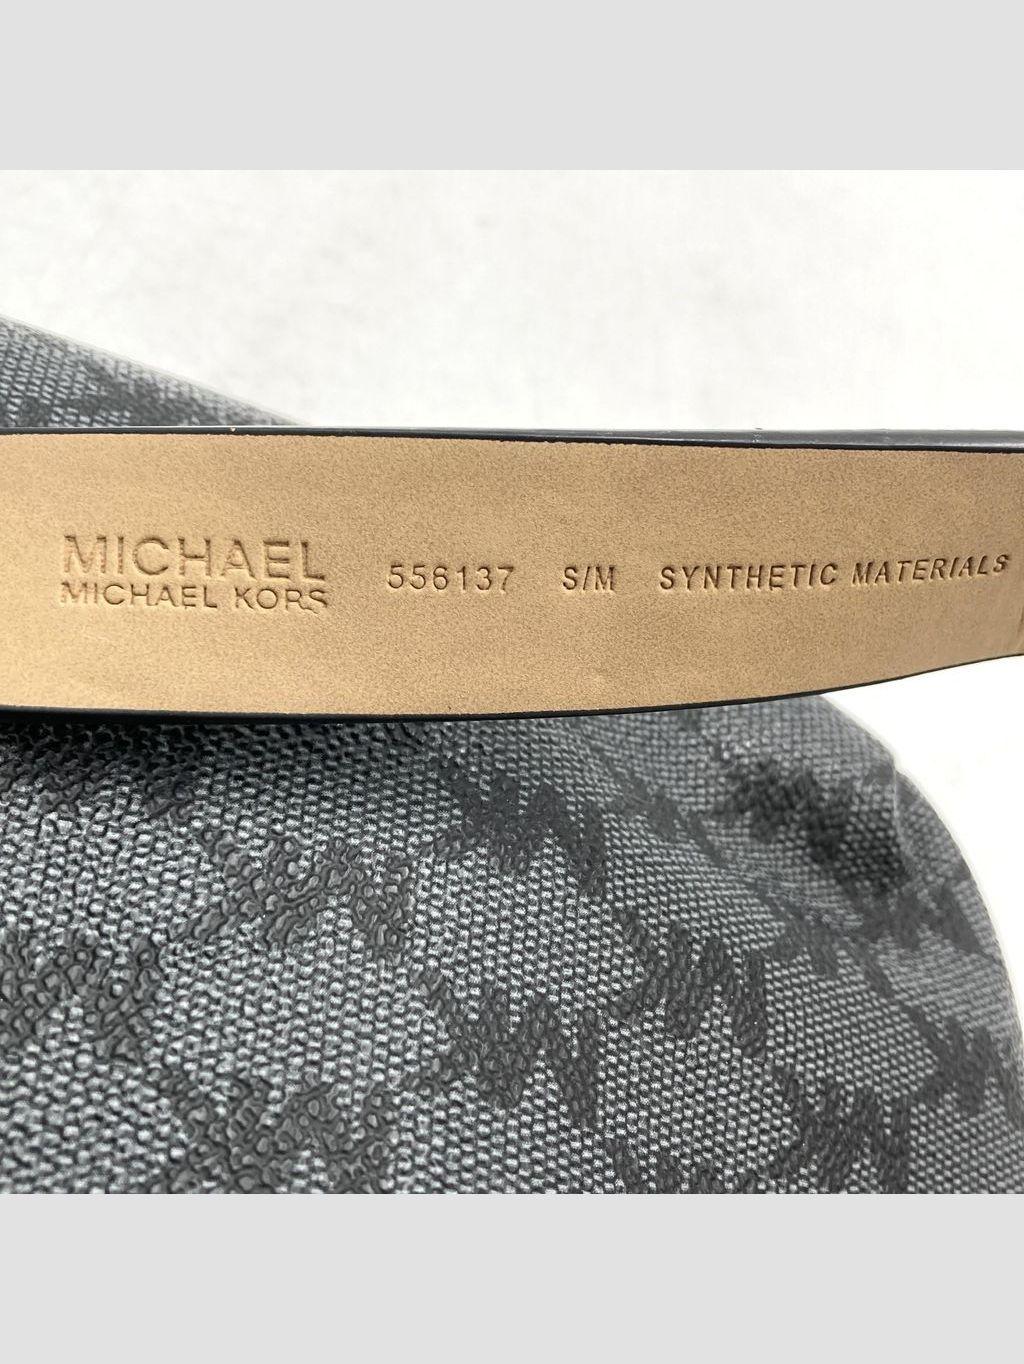 MICHAEL
MICHAEL KORS
556137 S/M SYNTHETIC MATERIALS